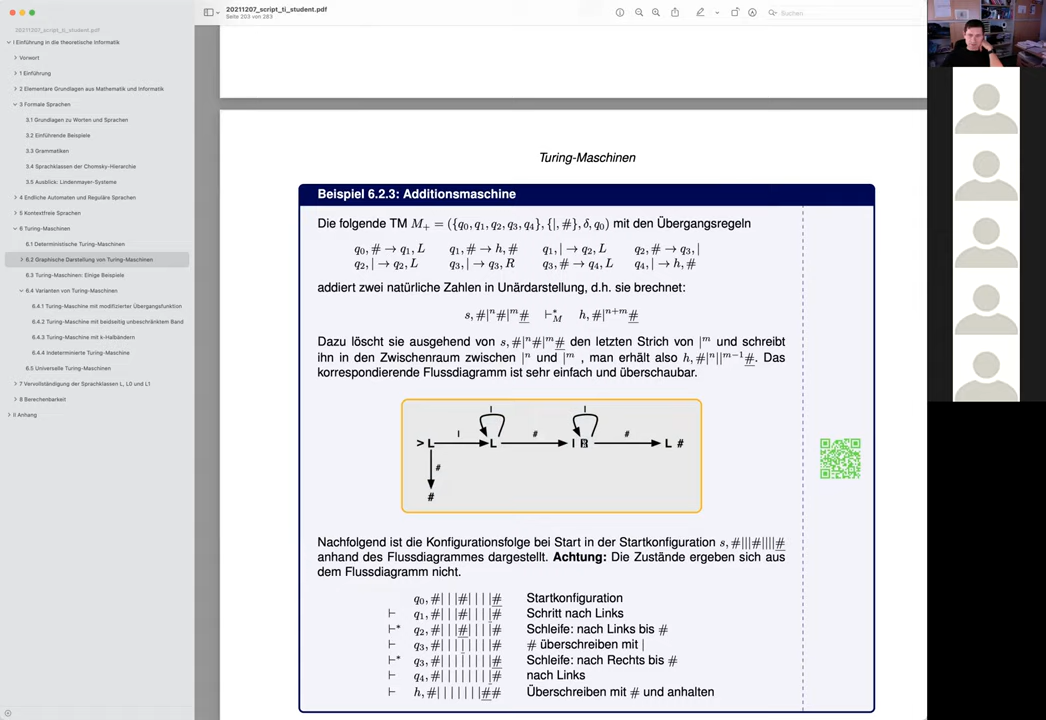 20211207_script_ti_student.pdf
Seite 203 von 283
Suchen
20211207_script_ti_student.pdf
I Einführung in die theoretische Informatik
Vorwort
1 Einführung
2 Elementare Grundlagen aus Mathematik und Informatik
3 Formale Sprachen
3.1 Grundlagen zu Worten und Sprachen
3.2 Einführende Beispiele
3.3 Grammatiken
3.4 Sprachklassen der Chomsky-Hierarchie
3.5 Ausblick: Lindenmayer-Systeme
4 Endliche Automaten und Reguläre Sprachen
5 Kontextfreie Sprachen
6 Turing-Maschinen
6.1 Deterministische Turing-Maschinen
6.2 Graphische Darstellung von Turing-Maschinen
6.3 Turing-Maschinen: Einige Beispiele
6.4 Varianten von Turing-Maschinen
6.4.1 Turing-Maschine mit modifizierter Übergangsfunktion
6.4.2 Turing-Maschine mit beidseitig unbeschränktem Band
6.4.3 Turing-Maschine mit k-Halbbändern
6.4.4 Indeterminierte Turing-Maschine
6.5 Universelle Turing-Maschinen
7 Vervollständigung der Sprachklassen L, L0 und L1
8 Berechenbarkeit
II Anhang
Turing-Maschinen
Beispiel 6.2.3: Additionsmaschine
Die folgende TM M₊ = ({q₀, q₁, q₂, q₃, q₄}, {|, #}, δ, q₀) mit den Übergangsregeln
q₀, # → q₁, L q₁, # → h, # q₁, | → q₂, L q₂, # → q₃, |
q₂, | → q₂, L q₃, | → q₃, R q₃, # → q₄, L q₄, | → h, #
addiert zwei natürliche Zahlen in Unärdarstellung, d.h. sie brechnet:
s, #|ⁿ#|ᵐ# ⊢*M h, #|ⁿ⁺ᵐ#
Dazu löscht sie ausgehend von s, #|ⁿ#|ᵐ# den letzten Strich von |ᵐ und schreibt
ihn in den Zwischenraum zwischen |ⁿ und |ᵐ , man erhält also h, #|ⁿ||ᵐ⁻¹#. Das
korrespondierende Flussdiagramm ist sehr einfach und überschaubar.
| |
>L | L # | R # L #
#
#
Nachfolgend ist die Konfigurationsfolge bei Start in der Startkonfiguration s, #|||#||||#
anhand des Flussdiagrammes dargestellt. Achtung: Die Zustände ergeben sich aus
dem Flussdiagramm nicht.
q₀, #|||#||||# Startkonfiguration
⊢ q₁, #|||#||||# Schritt nach Links
⊢* q₂, #|||#||||# Schleife: nach Links bis #
⊢ q₃, #||||||||# # überschreiben mit |
⊢* q₃, #||||||||# Schleife: nach Rechts bis #
⊢ q₄, #||||||||# nach Links
⊢ h, #|||||||## Überschreiben mit # und anhalten